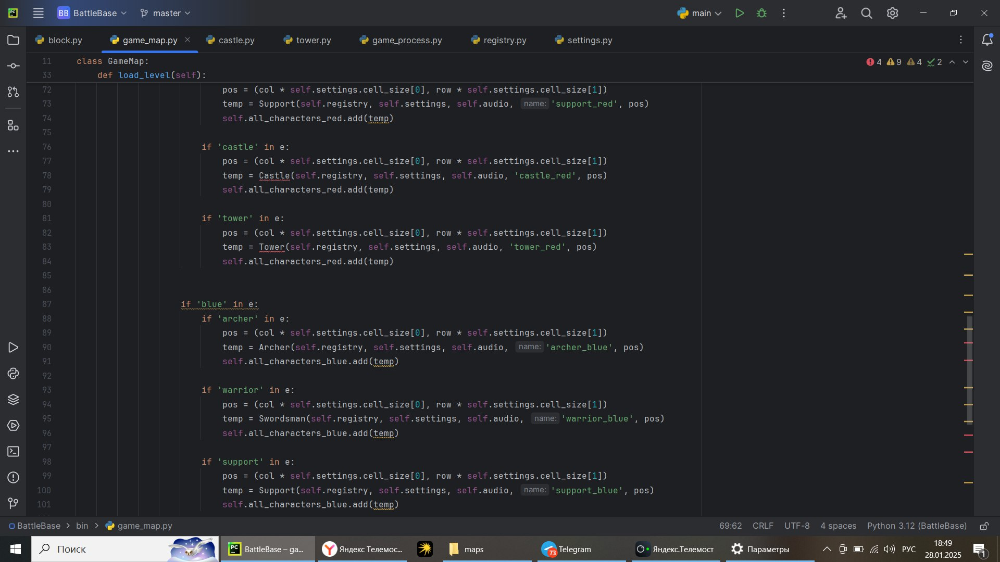 BB BattleBase master main
block.py game_map.py castle.py tower.py game_process.py registry.py settings.py
11 class GameMap: 4 9 4 2
33 def load_level(self):
72 pos = (col * self.settings.cell_size[0], row * self.settings.cell_size[1])
73 temp = Support(self.registry, self.settings, self.audio, name: 'support_red', pos)
74 self.all_characters_red.add(temp)
75
76 if 'castle' in e:
77 pos = (col * self.settings.cell_size[0], row * self.settings.cell_size[1])
78 temp = Castle(self.registry, self.settings, self.audio, 'castle_red', pos)
79 self.all_characters_red.add(temp)
80
81 if 'tower' in e:
82 pos = (col * self.settings.cell_size[0], row * self.settings.cell_size[1])
83 temp = Tower(self.registry, self.settings, self.audio, 'tower_red', pos)
84 self.all_characters_red.add(temp)
85
86
87 if 'blue' in e:
88 if 'archer' in e:
89 pos = (col * self.settings.cell_size[0], row * self.settings.cell_size[1])
90 temp = Archer(self.registry, self.settings, self.audio, name: 'archer_blue', pos)
91 self.all_characters_blue.add(temp)
92
93 if 'warrior' in e:
94 pos = (col * self.settings.cell_size[0], row * self.settings.cell_size[1])
95 temp = Swordsman(self.registry, self.settings, self.audio, name: 'warrior_blue', pos)
96 self.all_characters_blue.add(temp)
97
98 if 'support' in e:
99 pos = (col * self.settings.cell_size[0], row * self.settings.cell_size[1])
100 temp = Support(self.registry, self.settings, self.audio, name: 'support_blue', pos)
101 self.all_characters_blue.add(temp)
BattleBase > bin > game_map.py 69:62 CRLF UTF-8 4 spaces Python 3.12 (BattleBase)
Поиск PC BattleBase – ga... Яндекс Телемос... maps 73 Telegram Яндекс.Телемост Параметры РУС 18:49
28.01.2025 1